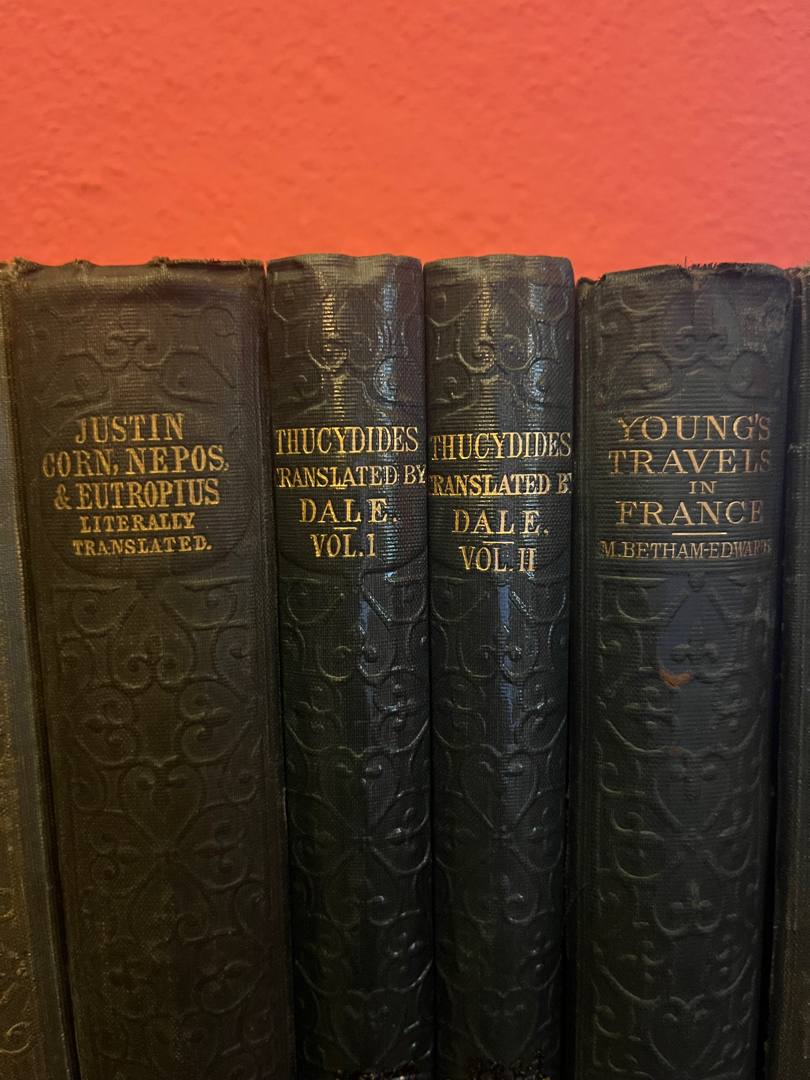 JUSTIN
CORN, NEPOS,
& EUTROPIUS
LITERALLY
TRANSLATED.
THUCYDIDES
TRANSLATED BY
DALE.
VOL. I
THUCYDIDES
TRANSLATED BY
DALE.
VOL. II
YOUNG'S
TRAVELS
IN
FRANCE
M. BETHAM-EDWARDS